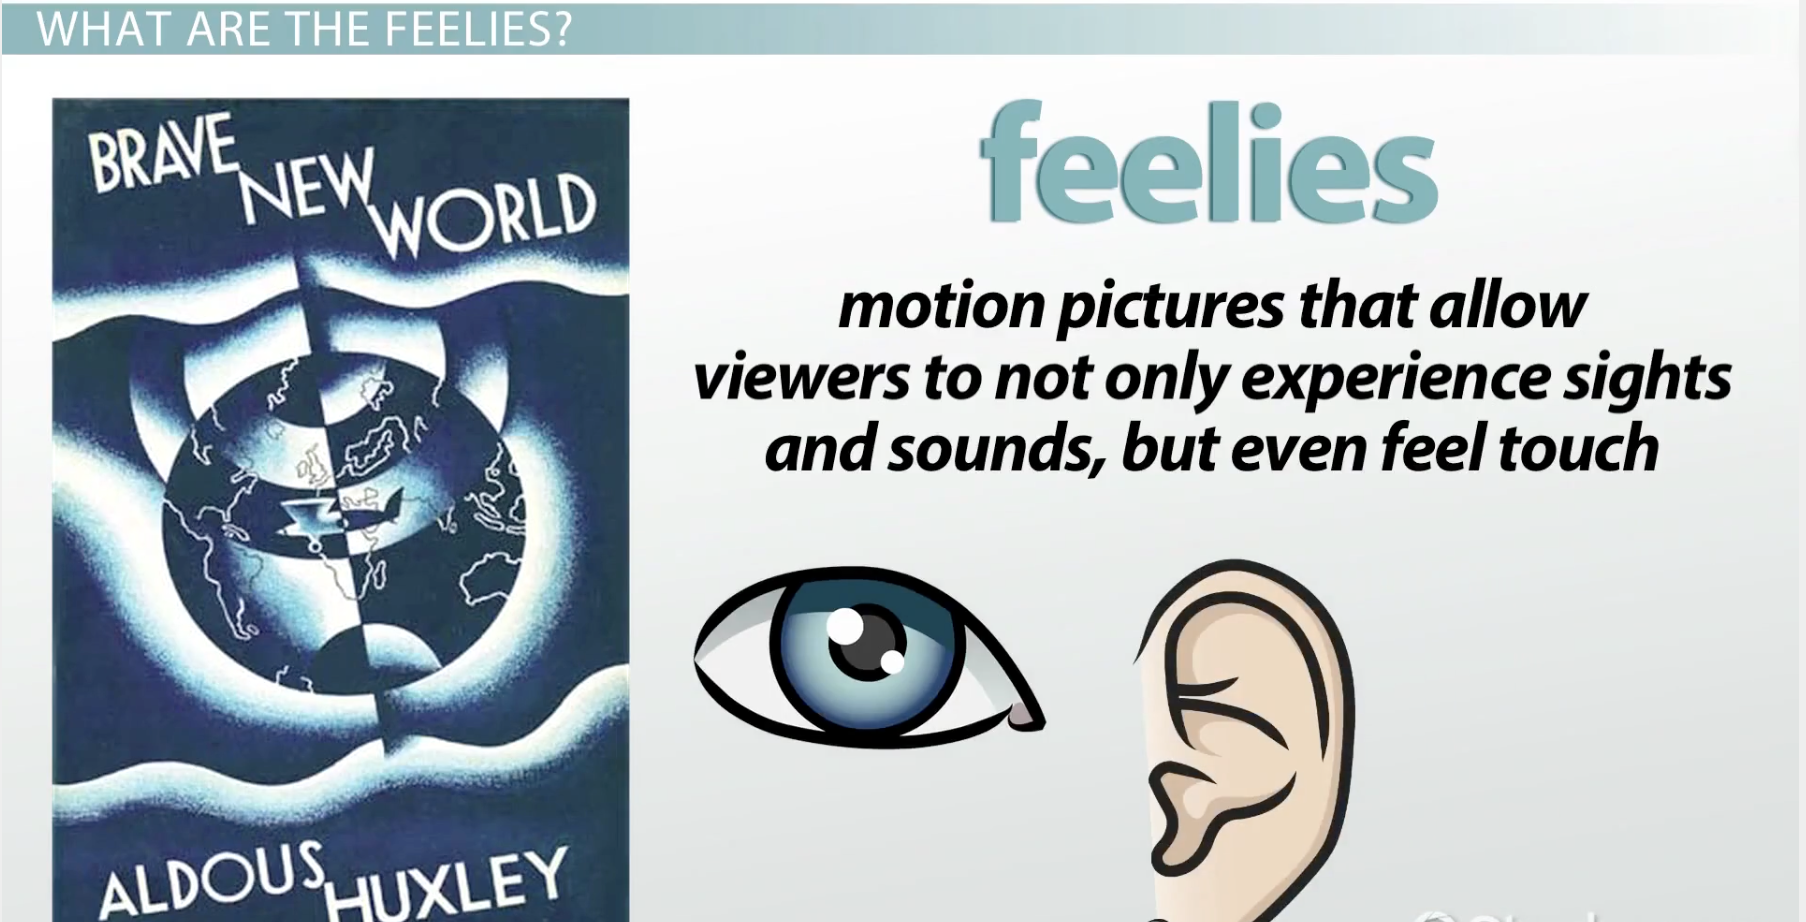 WHAT ARE THE FEELIES?
BRAVE
NEW
WORLD
ALDOUS
HUXLEY
feelies
motion pictures that allow
viewers to not only experience sights
and sounds, but even feel touch